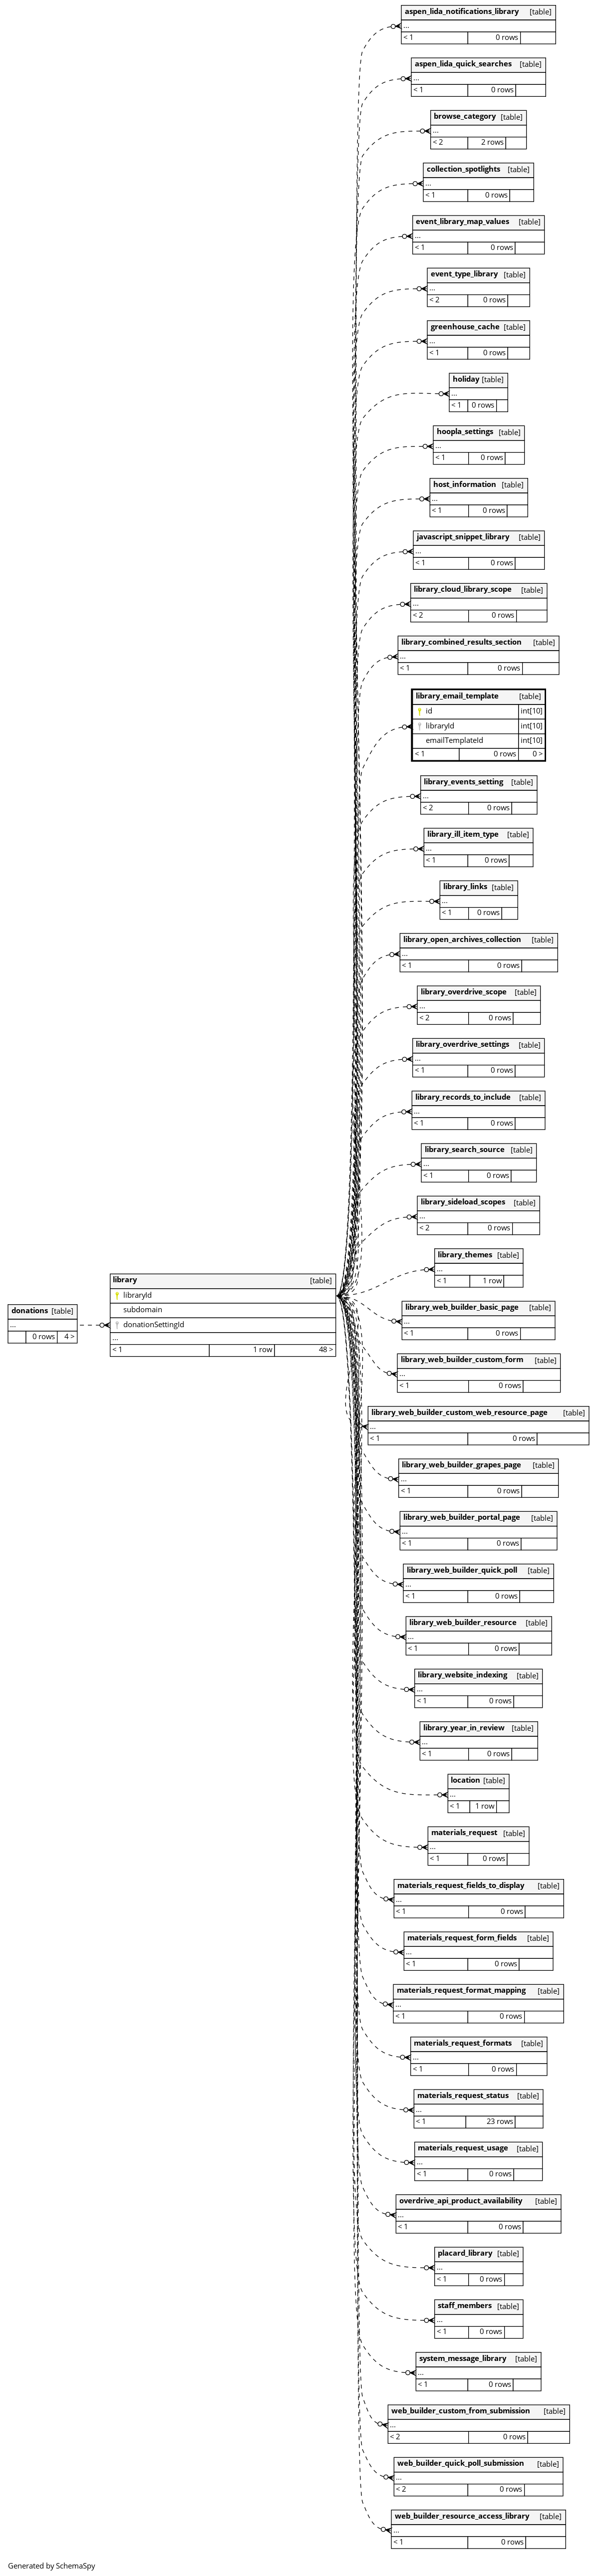 aspen_lida_notifications_library [table]
...
< 1 0 rows
aspen_lida_quick_searches [table]
...
< 1 0 rows
browse_category [table]
...
< 2 2 rows
collection_spotlights [table]
...
< 1 0 rows
event_library_map_values [table]
...
< 1 0 rows
event_type_library [table]
...
< 2 0 rows
greenhouse_cache [table]
...
< 1 0 rows
holiday [table]
...
< 1 0 rows
hoopla_settings [table]
...
< 1 0 rows
host_information [table]
...
< 1 0 rows
javascript_snippet_library [table]
...
< 1 0 rows
library_cloud_library_scope [table]
...
< 2 0 rows
library_combined_results_section [table]
...
< 1 0 rows
library_email_template [table]
id int[10]
libraryId int[10]
emailTemplateId int[10]
< 1 0 rows 0 >
library_events_setting [table]
...
< 2 0 rows
library_ill_item_type [table]
...
< 1 0 rows
library_links [table]
...
< 1 0 rows
library_open_archives_collection [table]
...
< 1 0 rows
library_overdrive_scope [table]
...
< 2 0 rows
library_overdrive_settings [table]
...
< 1 0 rows
library_records_to_include [table]
...
< 1 0 rows
library_search_source [table]
...
< 1 0 rows
library_sideload_scopes [table]
...
< 2 0 rows
library_themes [table]
...
< 1 1 row
donations [table]
...
0 rows 4 >
library [table]
libraryId
subdomain
donationSettingId
...
< 1 1 row 48 >
library_web_builder_basic_page [table]
...
< 1 0 rows
library_web_builder_custom_form [table]
...
< 1 0 rows
library_web_builder_custom_web_resource_page [table]
...
< 1 0 rows
library_web_builder_grapes_page [table]
...
< 1 0 rows
library_web_builder_portal_page [table]
...
< 1 0 rows
library_web_builder_quick_poll [table]
...
< 1 0 rows
library_web_builder_resource [table]
...
< 1 0 rows
library_website_indexing [table]
...
< 1 0 rows
library_year_in_review [table]
...
< 1 0 rows
location [table]
...
< 1 1 row
materials_request [table]
...
< 1 0 rows
materials_request_fields_to_display [table]
...
< 1 0 rows
materials_request_form_fields [table]
...
< 1 0 rows
materials_request_format_mapping [table]
...
< 1 0 rows
materials_request_formats [table]
...
< 1 0 rows
materials_request_status [table]
...
< 1 23 rows
materials_request_usage [table]
...
< 1 0 rows
overdrive_api_product_availability [table]
...
< 1 0 rows
placard_library [table]
...
< 1 0 rows
staff_members [table]
...
< 1 0 rows
system_message_library [table]
...
< 1 0 rows
web_builder_custom_from_submission [table]
...
< 2 0 rows
web_builder_quick_poll_submission [table]
...
< 2 0 rows
web_builder_resource_access_library [table]
...
< 1 0 rows
Generated by SchemaSpy